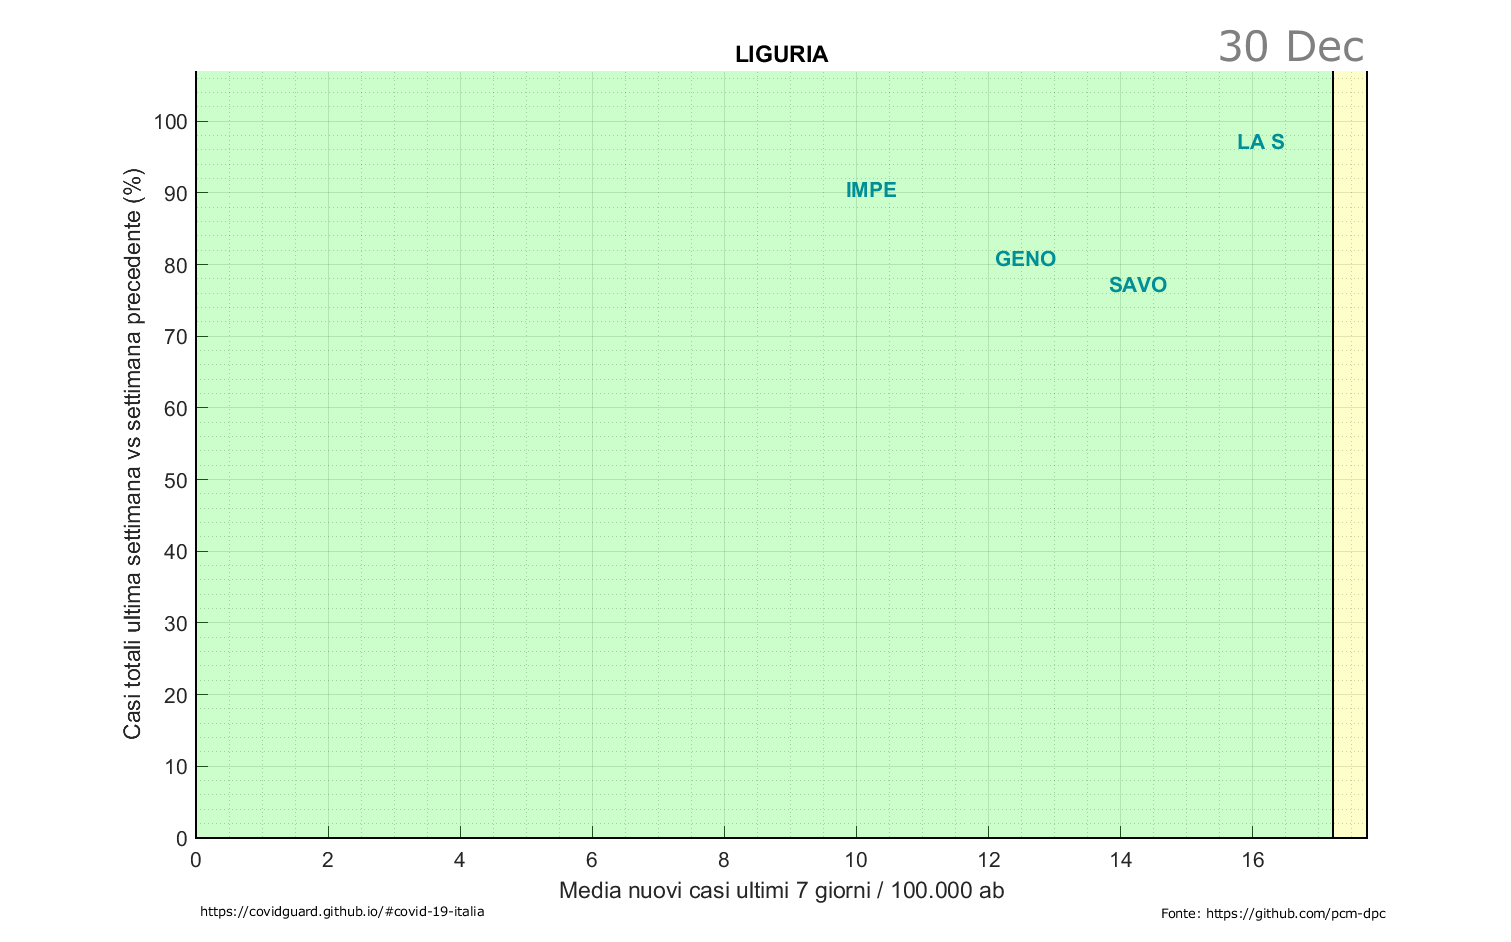 30 Dec
LIGURIA
100
90
80
70
60
50
40
30
20
10
0
Casi totali ultima settimana vs settimana precedente (%)
LA S
IMPE
GENO
SAVO
0 2 4 6 8 10 12 14 16
Media nuovi casi ultimi 7 giorni / 100.000 ab
https://covidguard.github.io/#covid-19-italia
Fonte: https://github.com/pcm-dpc